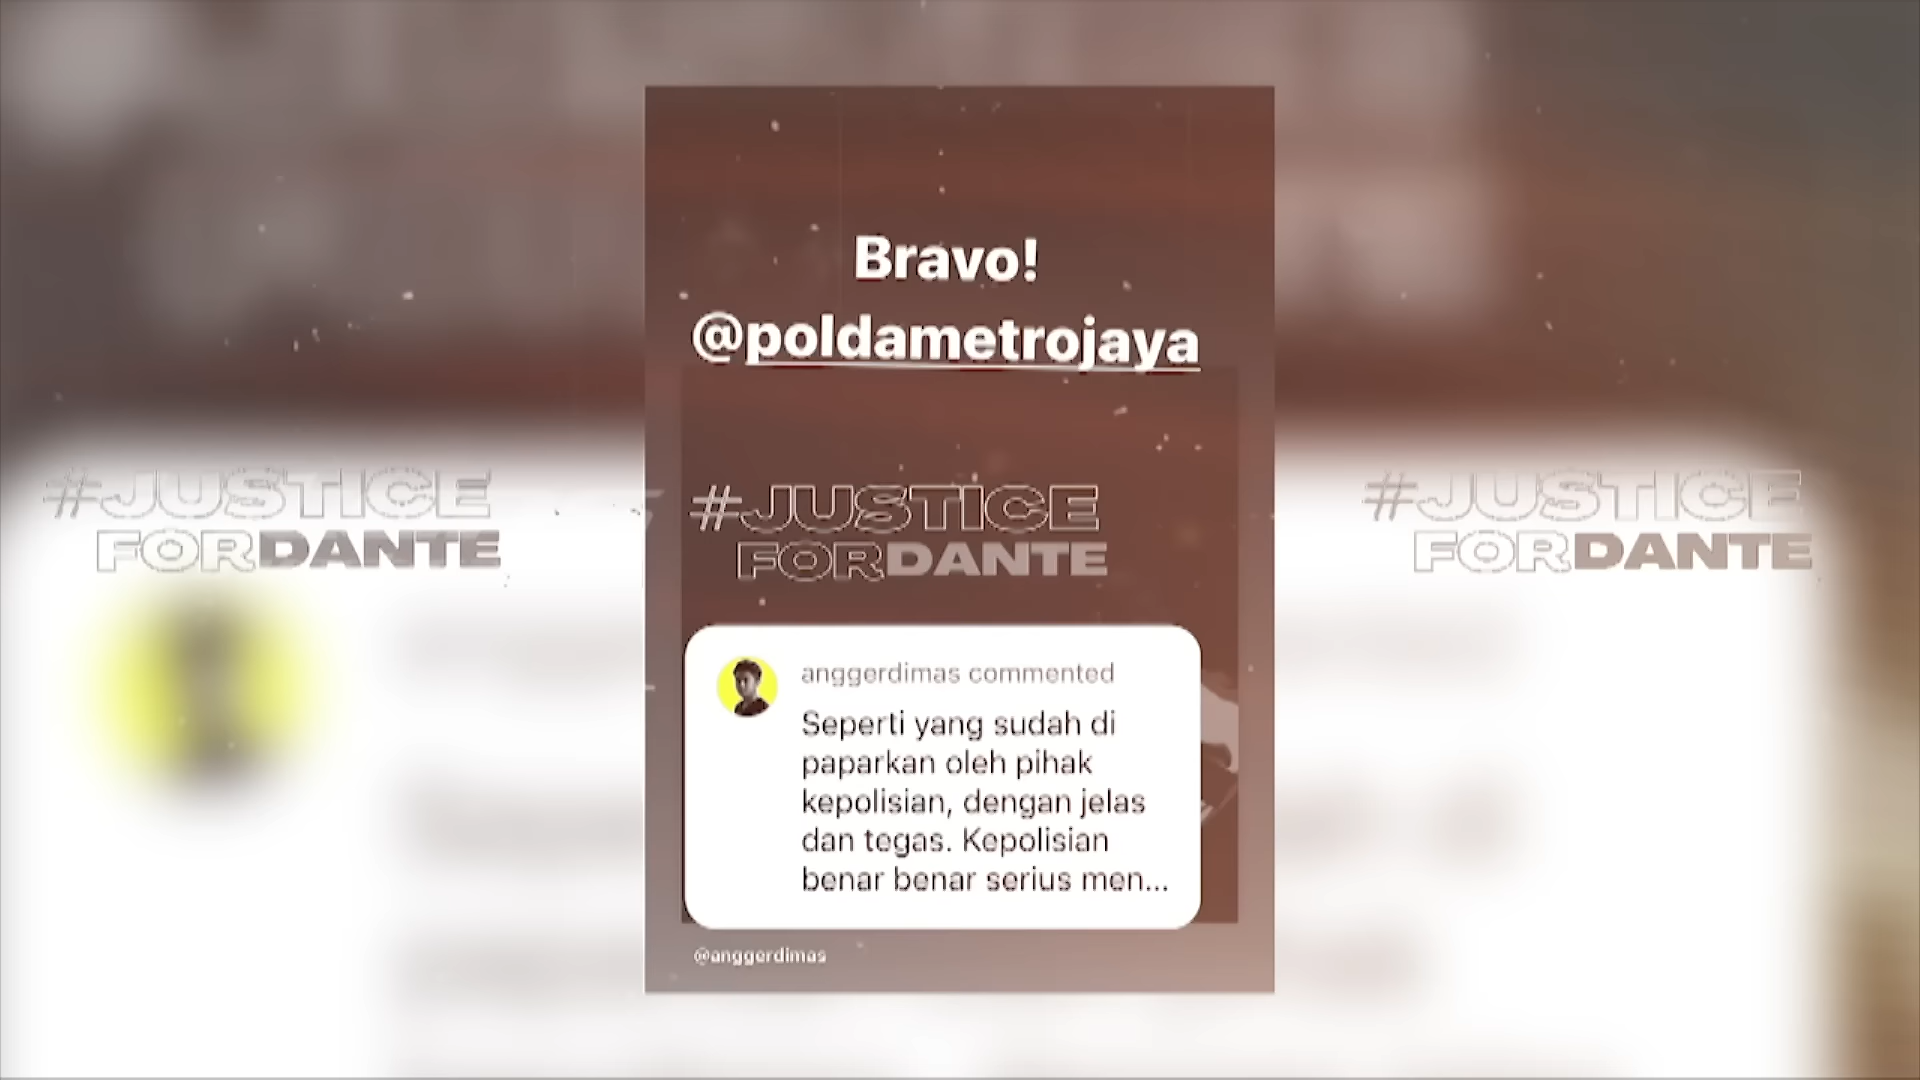 Bravo!
@poldametrojaya
#JUSTICE
FORDANTE
#JUSTICE
FORDANTE
#JUSTICE
FORDANTE
anggerdimas commented
Seperti yang sudah di
paparkan oleh pihak
kepolisian, dengan jelas
dan tegas. Kepolisian
benar benar serius men...
@anggerdimas